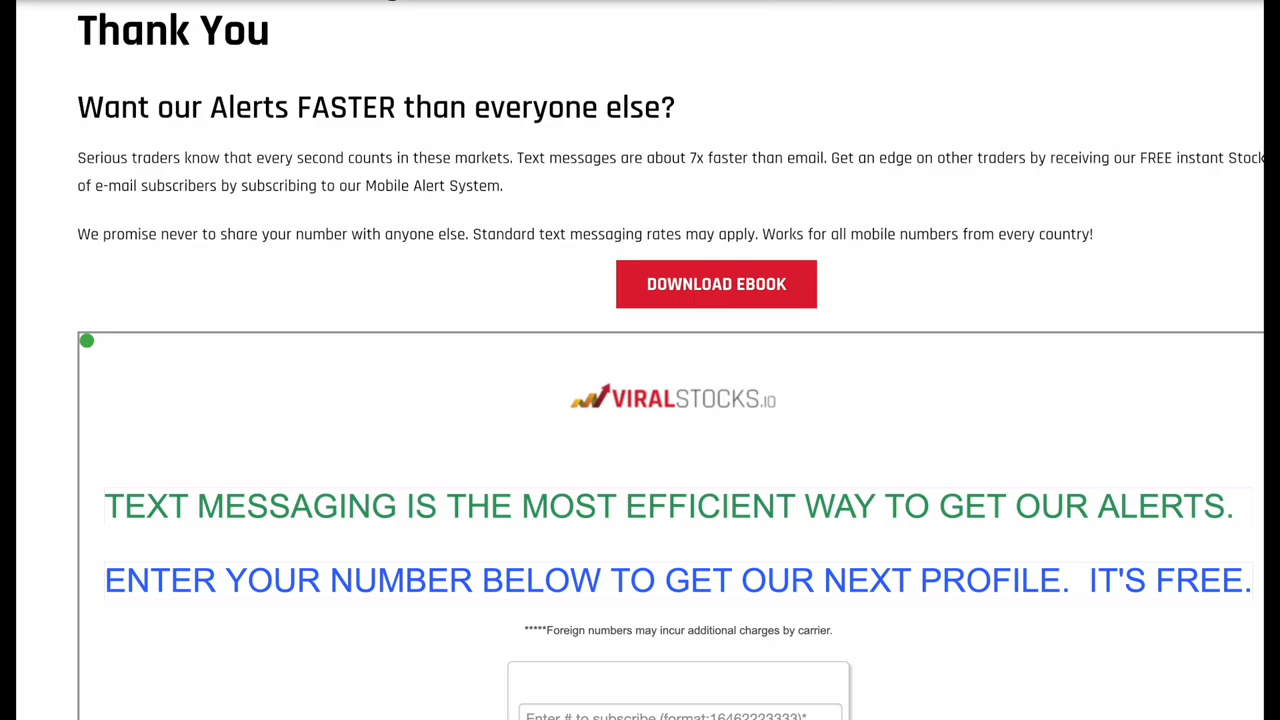 Thank You
Want our Alerts FASTER than everyone else?
Serious traders know that every second counts in these markets. Text messages are about 7x faster than email. Get an edge on other traders by receiving our FREE instant Stock
of e-mail subscribers by subscribing to our Mobile Alert System.
We promise never to share your number with anyone else. Standard text messaging rates may apply. Works for all mobile numbers from every country!
DOWNLOAD EBOOK
VIRALSTOCKS.IO
TEXT MESSAGING IS THE MOST EFFICIENT WAY TO GET OUR ALERTS.
ENTER YOUR NUMBER BELOW TO GET OUR NEXT PROFILE.  IT'S FREE.
*****Foreign numbers may incur additional charges by carrier.
Enter # to subscribe (format:16462223333)*